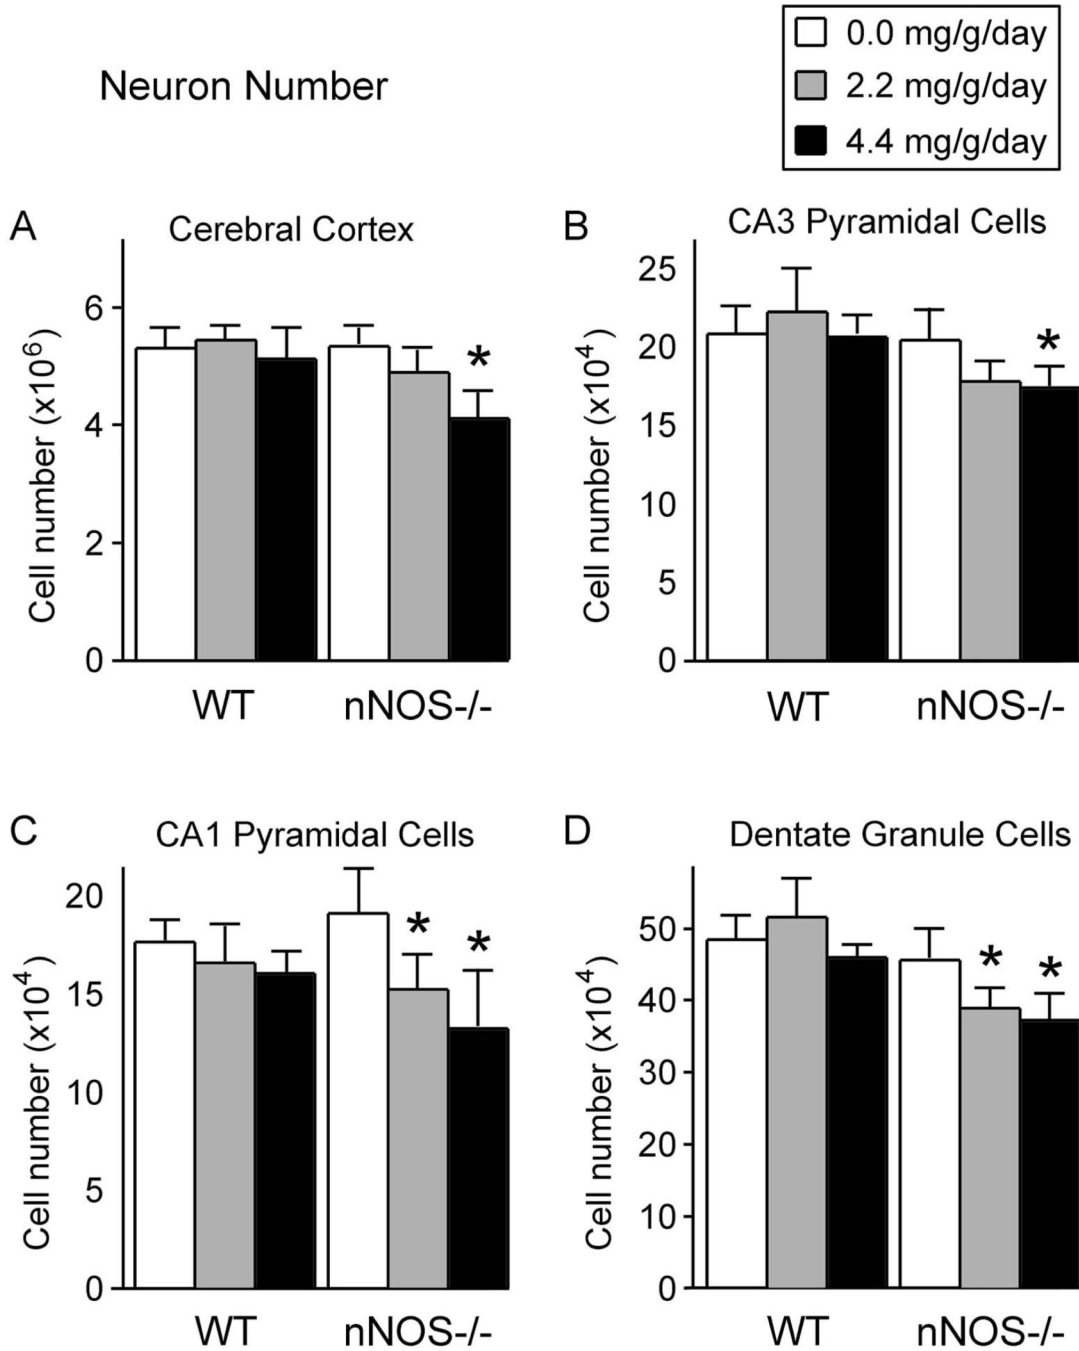 0.0 mg/g/day
Neuron Number
2.2 mg/g/day
4.4 mg/g/day
A
Cerebral Cortex
6
4
2
0
Cell number (x10⁶)
*
WT
nNOS-/-
B
CA3 Pyramidal Cells
25
20
15
10
5
0
Cell number (x10⁴)
*
WT
nNOS-/-
C
CA1 Pyramidal Cells
20
15
10
5
0
Cell number (x10⁴)
*
*
WT
nNOS-/-
D
Dentate Granule Cells
50
40
30
20
10
0
Cell number (x10⁴)
*
*
WT
nNOS-/-